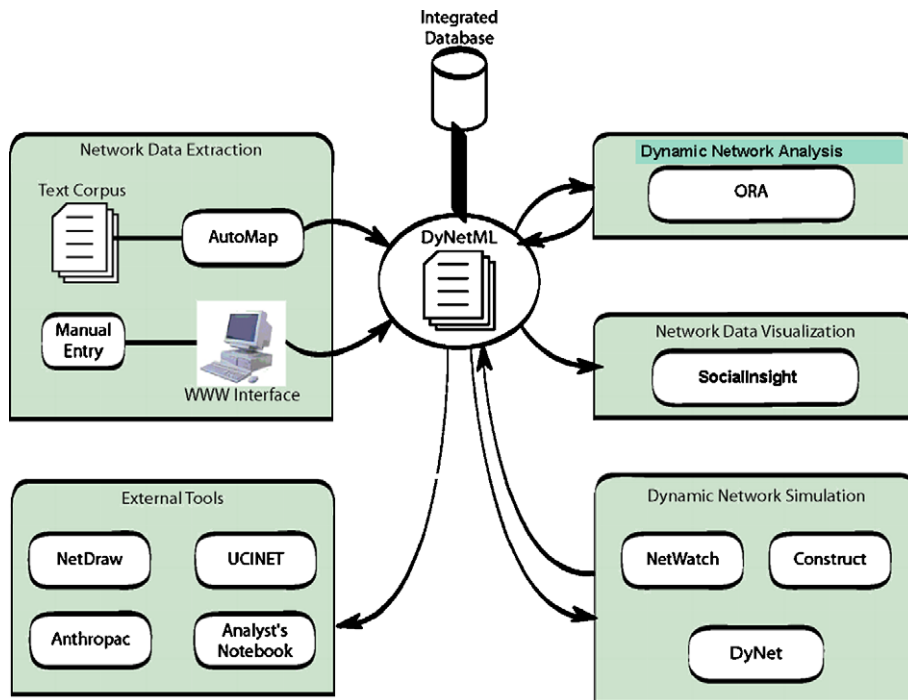 Integrated
Database
Network Data Extraction
Text Corpus
AutoMap
Manual
Entry
WWW Interface
DyNetML
Dynamic Network Analysis
ORA
Network Data Visualization
SocialInsight
External Tools
NetDraw
UCINET
Anthropac
Analyst's
Notebook
Dynamic Network Simulation
NetWatch
Construct
DyNet